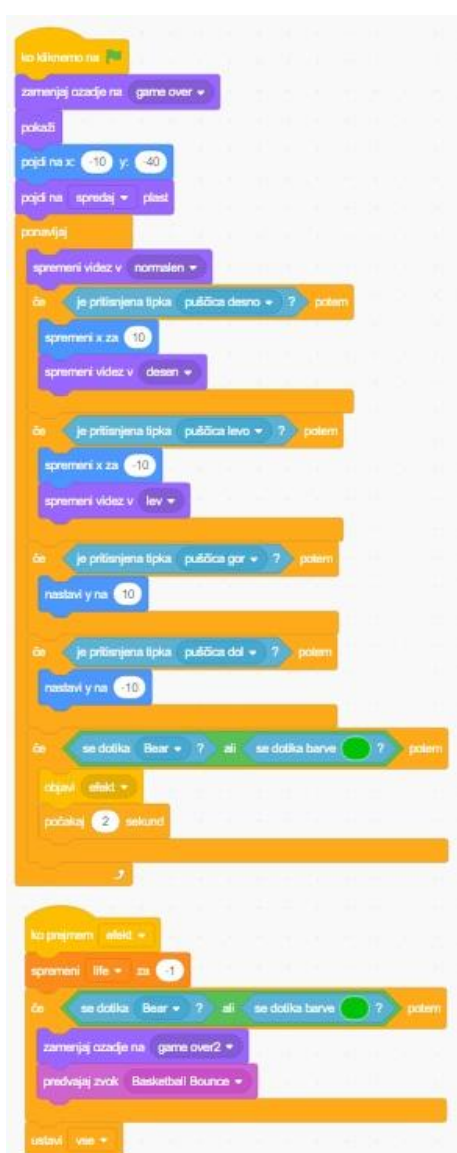 ko kliknemo na
zamenjaj ozadje na game over
pokaži
pojdi na x: -10 y: -40
pojdi na spredaj plast
ponavljaj
spremeni videz v normalen
če je pritisnjena tipka puščica desno ? potem
spremeni x za 10
spremeni videz v desen
če je pritisnjena tipka puščica levo ? potem
spremeni x za -10
spremeni videz v lev
če je pritisnjena tipka puščica gor ? potem
nastavi y na 10
če je pritisnjena tipka puščica dol ? potem
nastavi y na -10
če se dotika Bear ? ali se dotika barve ? potem
objavi efekt
počakaj 2 sekund
ko prejmem efekt
spremeni life za -1
če se dotika Bear ? ali se dotika barve ? potem
zamenjaj ozadje na game over2
predvajaj zvok Basketball Bounce
ustavi vse